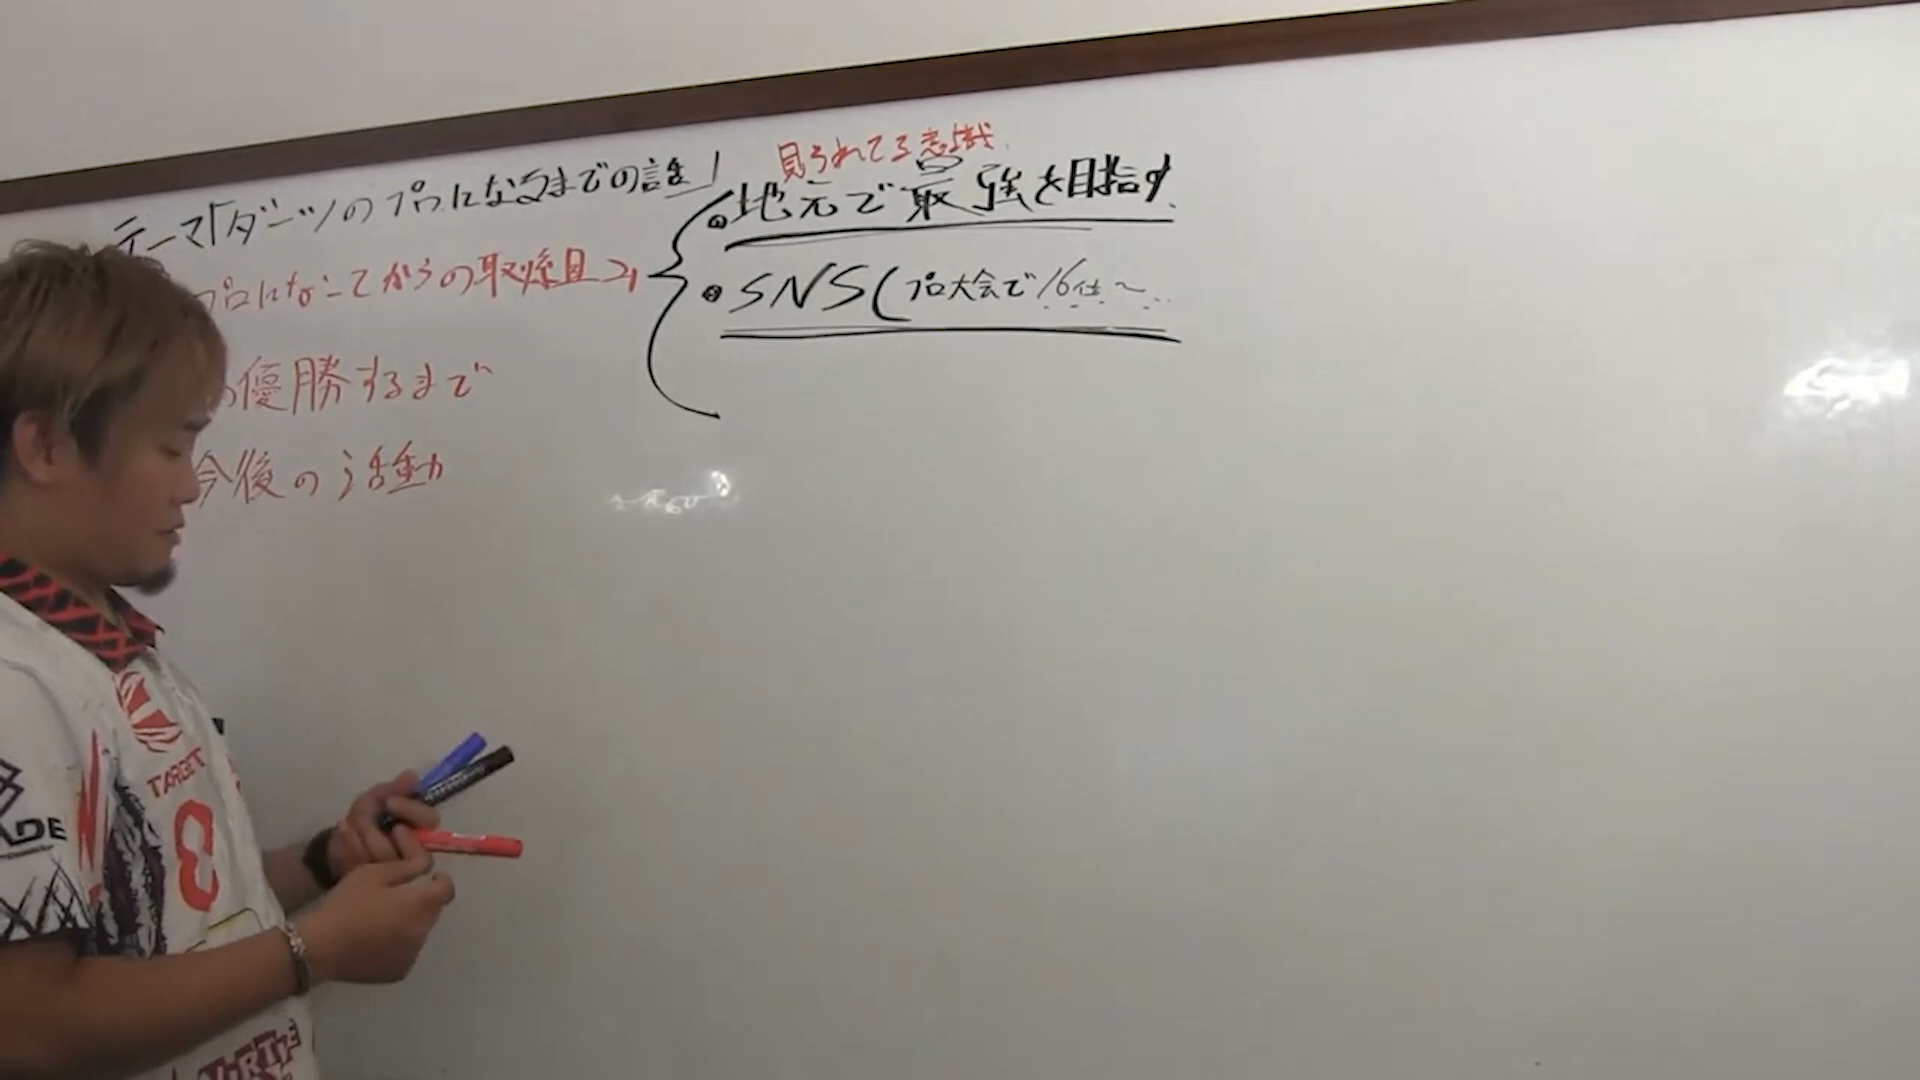 テーマ「ダーツのプロになるまでの話」
プロになってからの取り組み
優勝するまで
今後の活動
見られてる意識
地元で最強を目指す
SNS(プロ大会で16位〜
TARGET
8
ADE